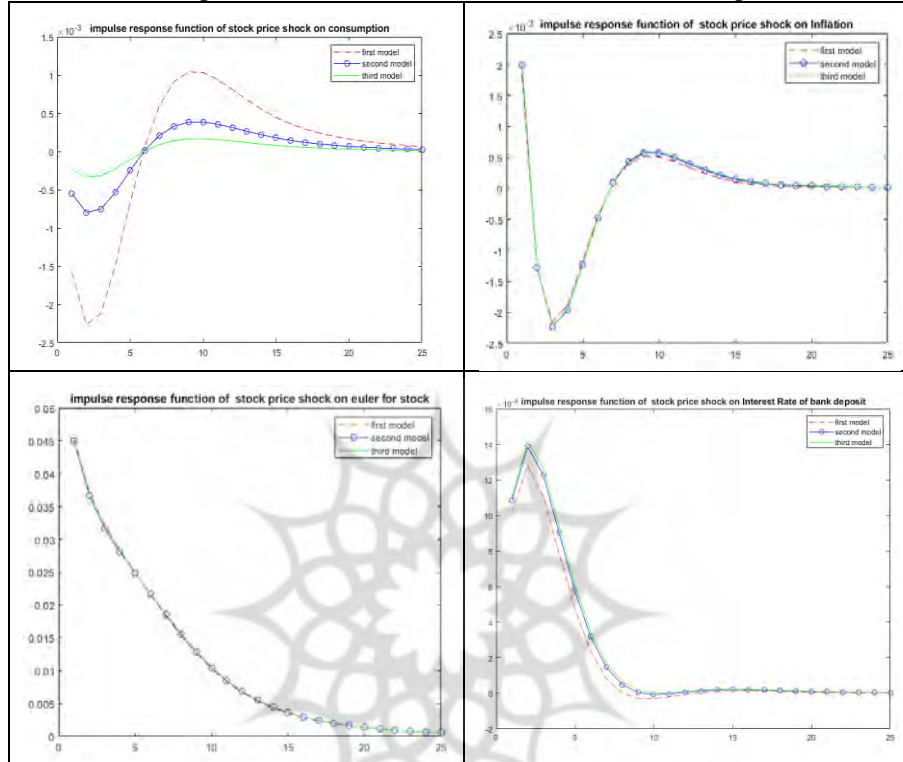 impulse response function of stock price shock on consumption
×10-3
first model
second model
third model
1.5
1
0.5
0
-0.5
-1
-1.5
-2
-2.5
0 5 10 15 20 25
impulse response function of stock price shock on Inflation
first model
second model
third model
2.5
2
1.5
1
0.5
0
-0.5
-1
-1.5
-2
-2.5
0 5 10 15 20 25
impulse response function of stock price shock on euler for stock
first model
second model
third model
0.05
0.045
0.04
0.035
0.03
0.025
0.02
0.015
0.01
0.005
0
0 5 10 15 20 25
impulse response function of stock price shock on Interest Rate of bank deposit
first model
second model
third model
16
14
12
10
8
6
4
2
0
-2
0 5 10 15 20 25